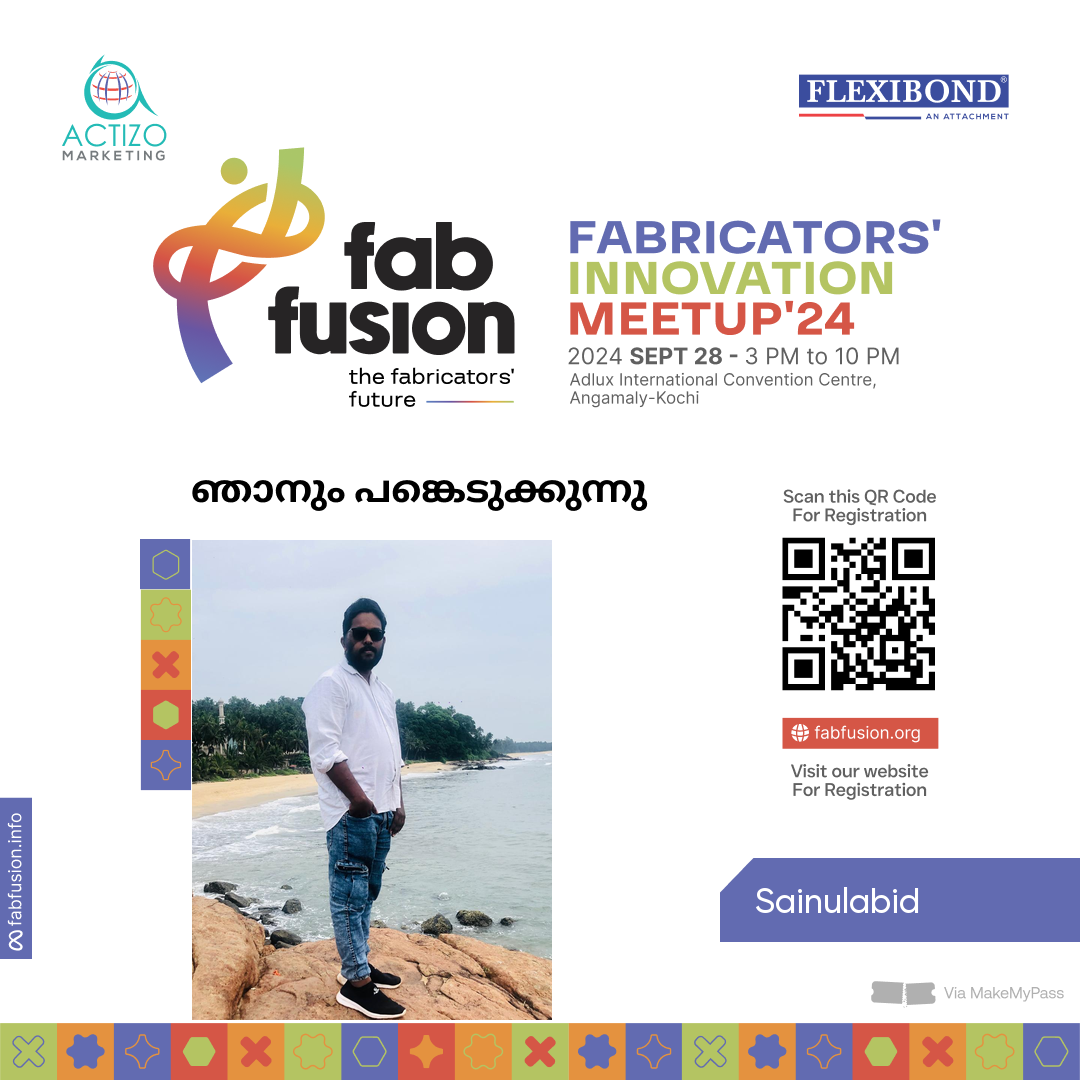 ACTIZO
MARKETING
FLEXIBOND®
AN ATTACHMENT
fab
fusion
the fabricators'
future
FABRICATORS'
INNOVATION
MEETUP'24
2024 SEPT 28 - 3 PM to 10 PM
Adlux International Convention Centre,
Angamaly-Kochi
ഞാനും പങ്കെടുക്കുന്നു
Scan this QR Code
For Registration
fabfusion.org
Visit our website
For Registration
fabfusion.info
Sainulabid
Via MakeMyPass